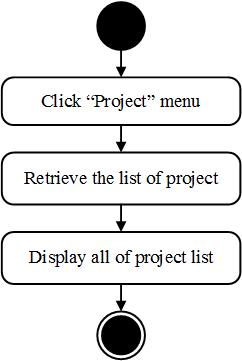 Click “Project” menu
Retrieve the list of project
Display all of project list